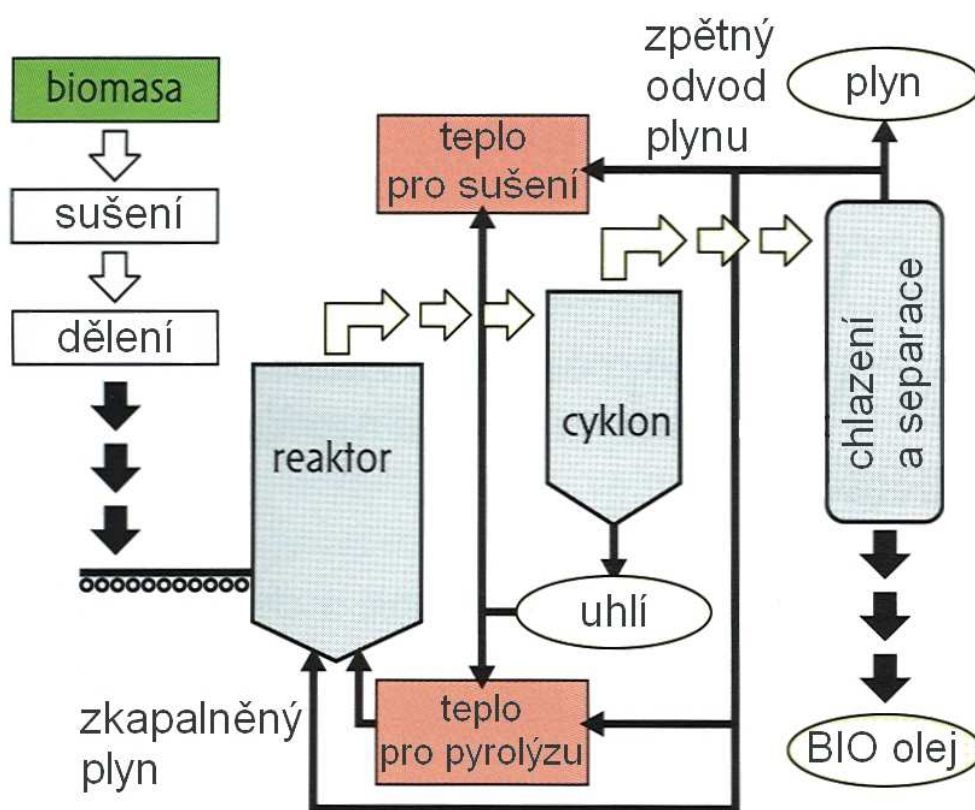 biomasa
sušení
dělení
teplo
pro sušení
zpětný
odvod
plynu
plyn
reaktor
cyklon
chlazení
a separace
uhlí
zkapalněný
plyn
teplo
pro pyrolýzu
BIO olej